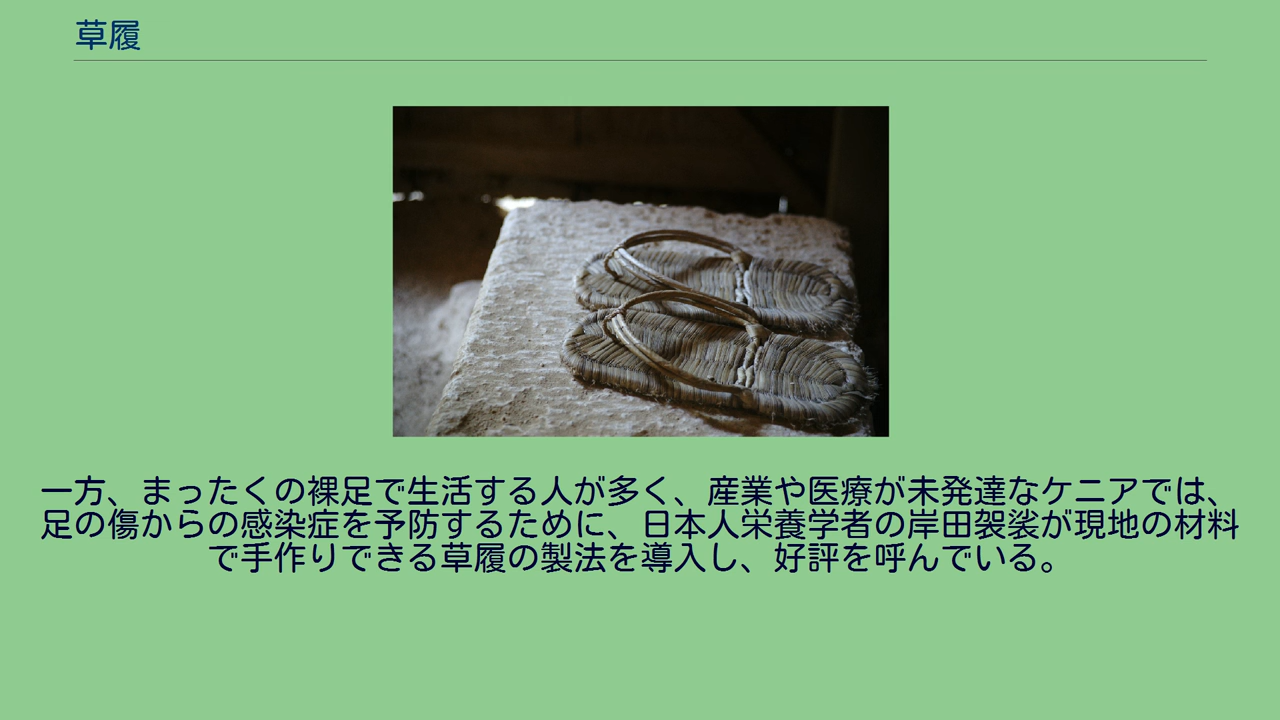 草履
一方、まったくの裸足で生活する人が多く、産業や医療が未発達なケニアでは、
足の傷からの感染症を予防するために、日本人栄養学者の岸田袈裟が現地の材料
で手作りできる草履の製法を導入し、好評を呼んでいる。